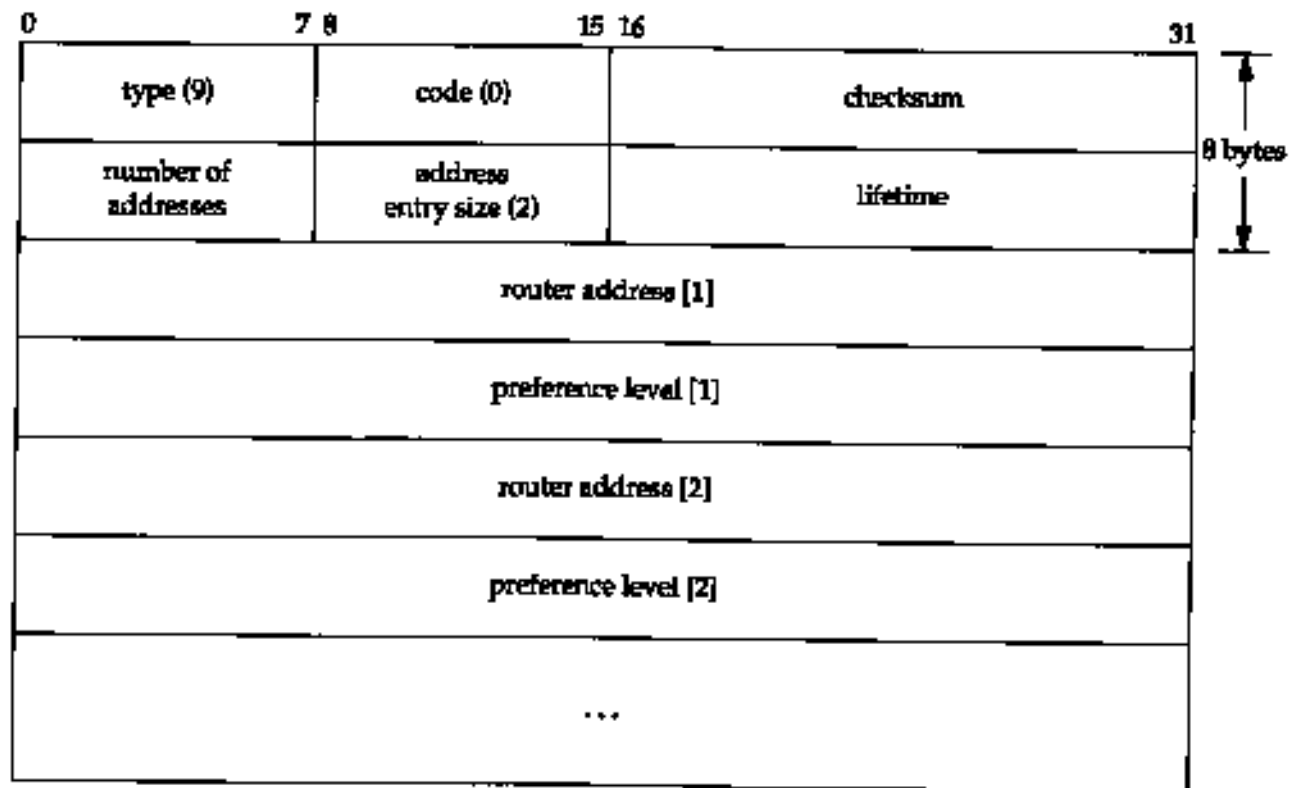 0 7 8 15 16 31
type (9) code (0) checksum
8 bytes
number of addresses
address entry size (2)
lifetime
router address [1]
preference level [1]
router address [2]
preference level [2]
...